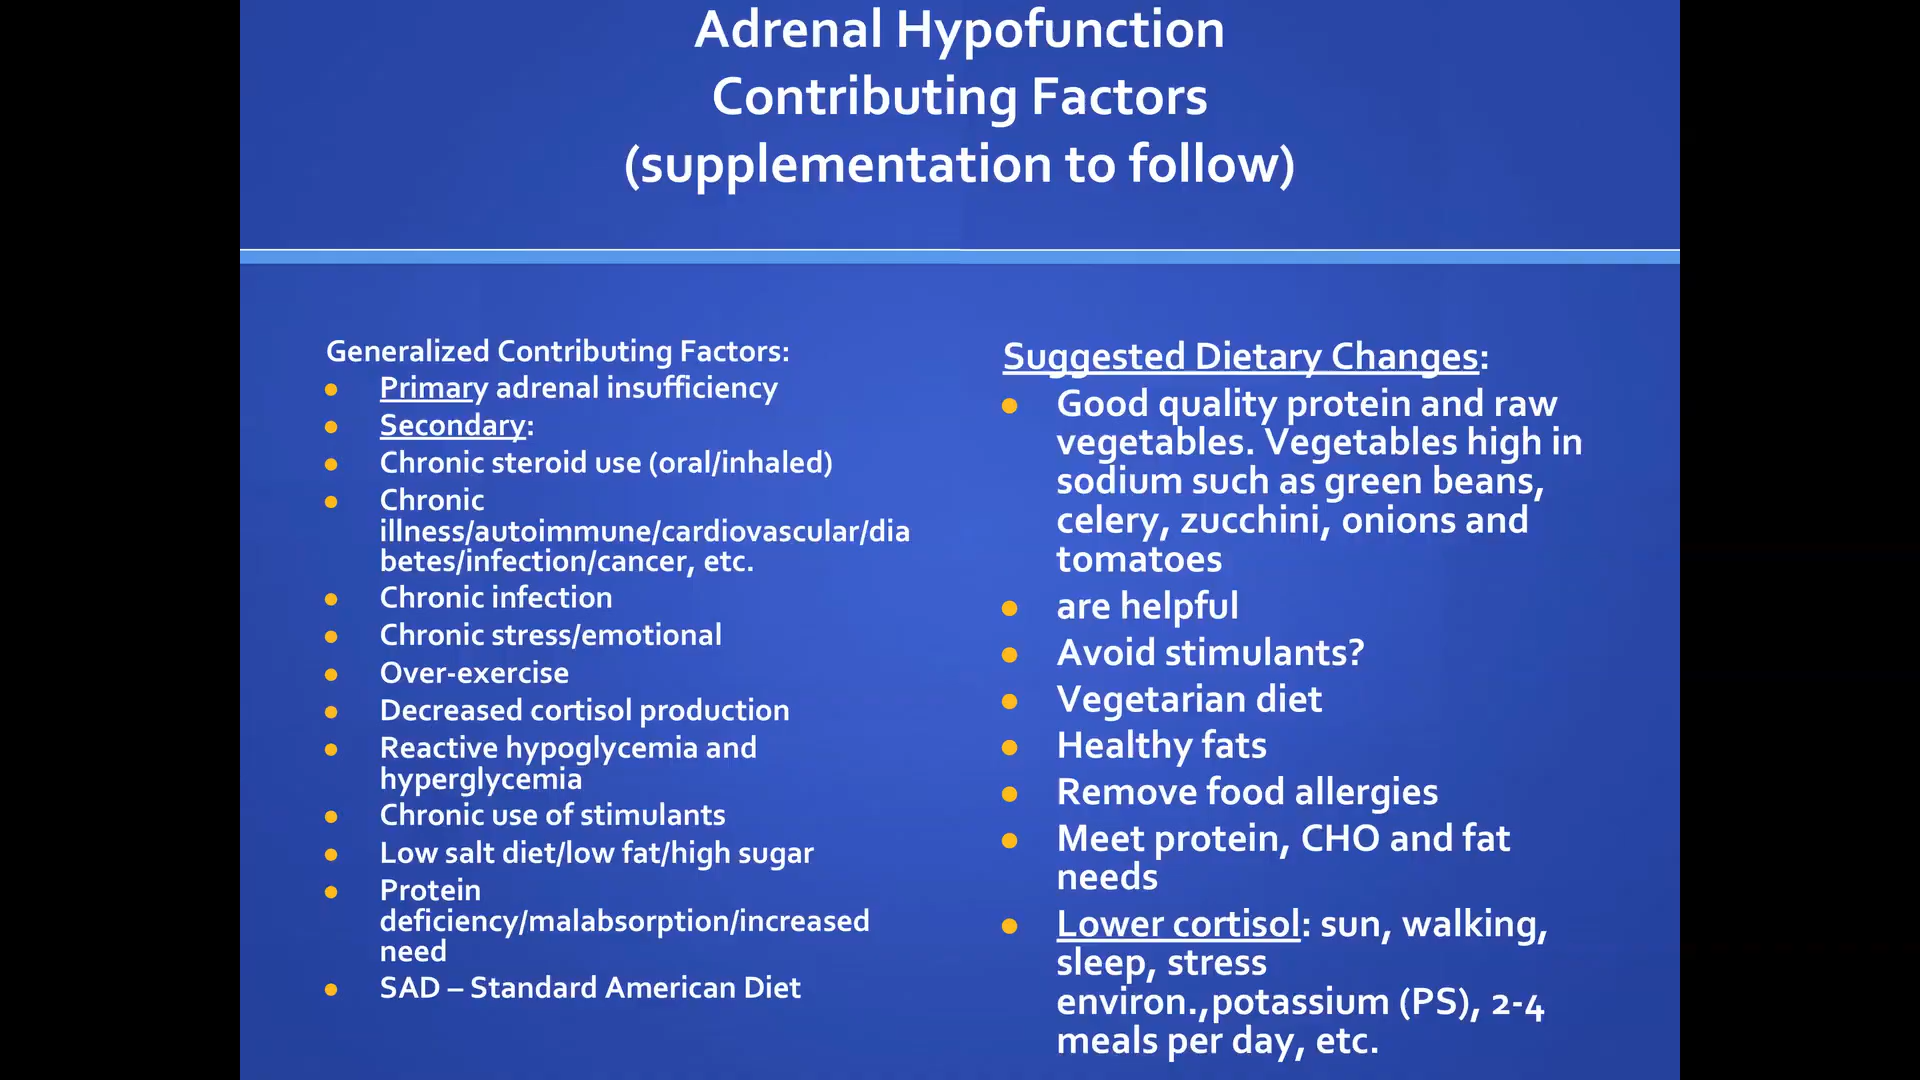 Adrenal Hypofunction
Contributing Factors
(supplementation to follow)
Generalized Contributing Factors:
Primary adrenal insufficiency
Secondary:
Chronic steroid use (oral/inhaled)
Chronic
illness/autoimmune/cardiovascular/dia
betes/infection/cancer, etc.
Chronic infection
Chronic stress/emotional
Over-exercise
Decreased cortisol production
Reactive hypoglycemia and
hyperglycemia
Chronic use of stimulants
Low salt diet/low fat/high sugar
Protein
deficiency/malabsorption/increased
need
SAD – Standard American Diet
Suggested Dietary Changes:
Good quality protein and raw
vegetables. Vegetables high in
sodium such as green beans,
celery, zucchini, onions and
tomatoes
are helpful
Avoid stimulants?
Vegetarian diet
Healthy fats
Remove food allergies
Meet protein, CHO and fat
needs
Lower cortisol: sun, walking,
sleep, stress
environ.,potassium (PS), 2-4
meals per day, etc.